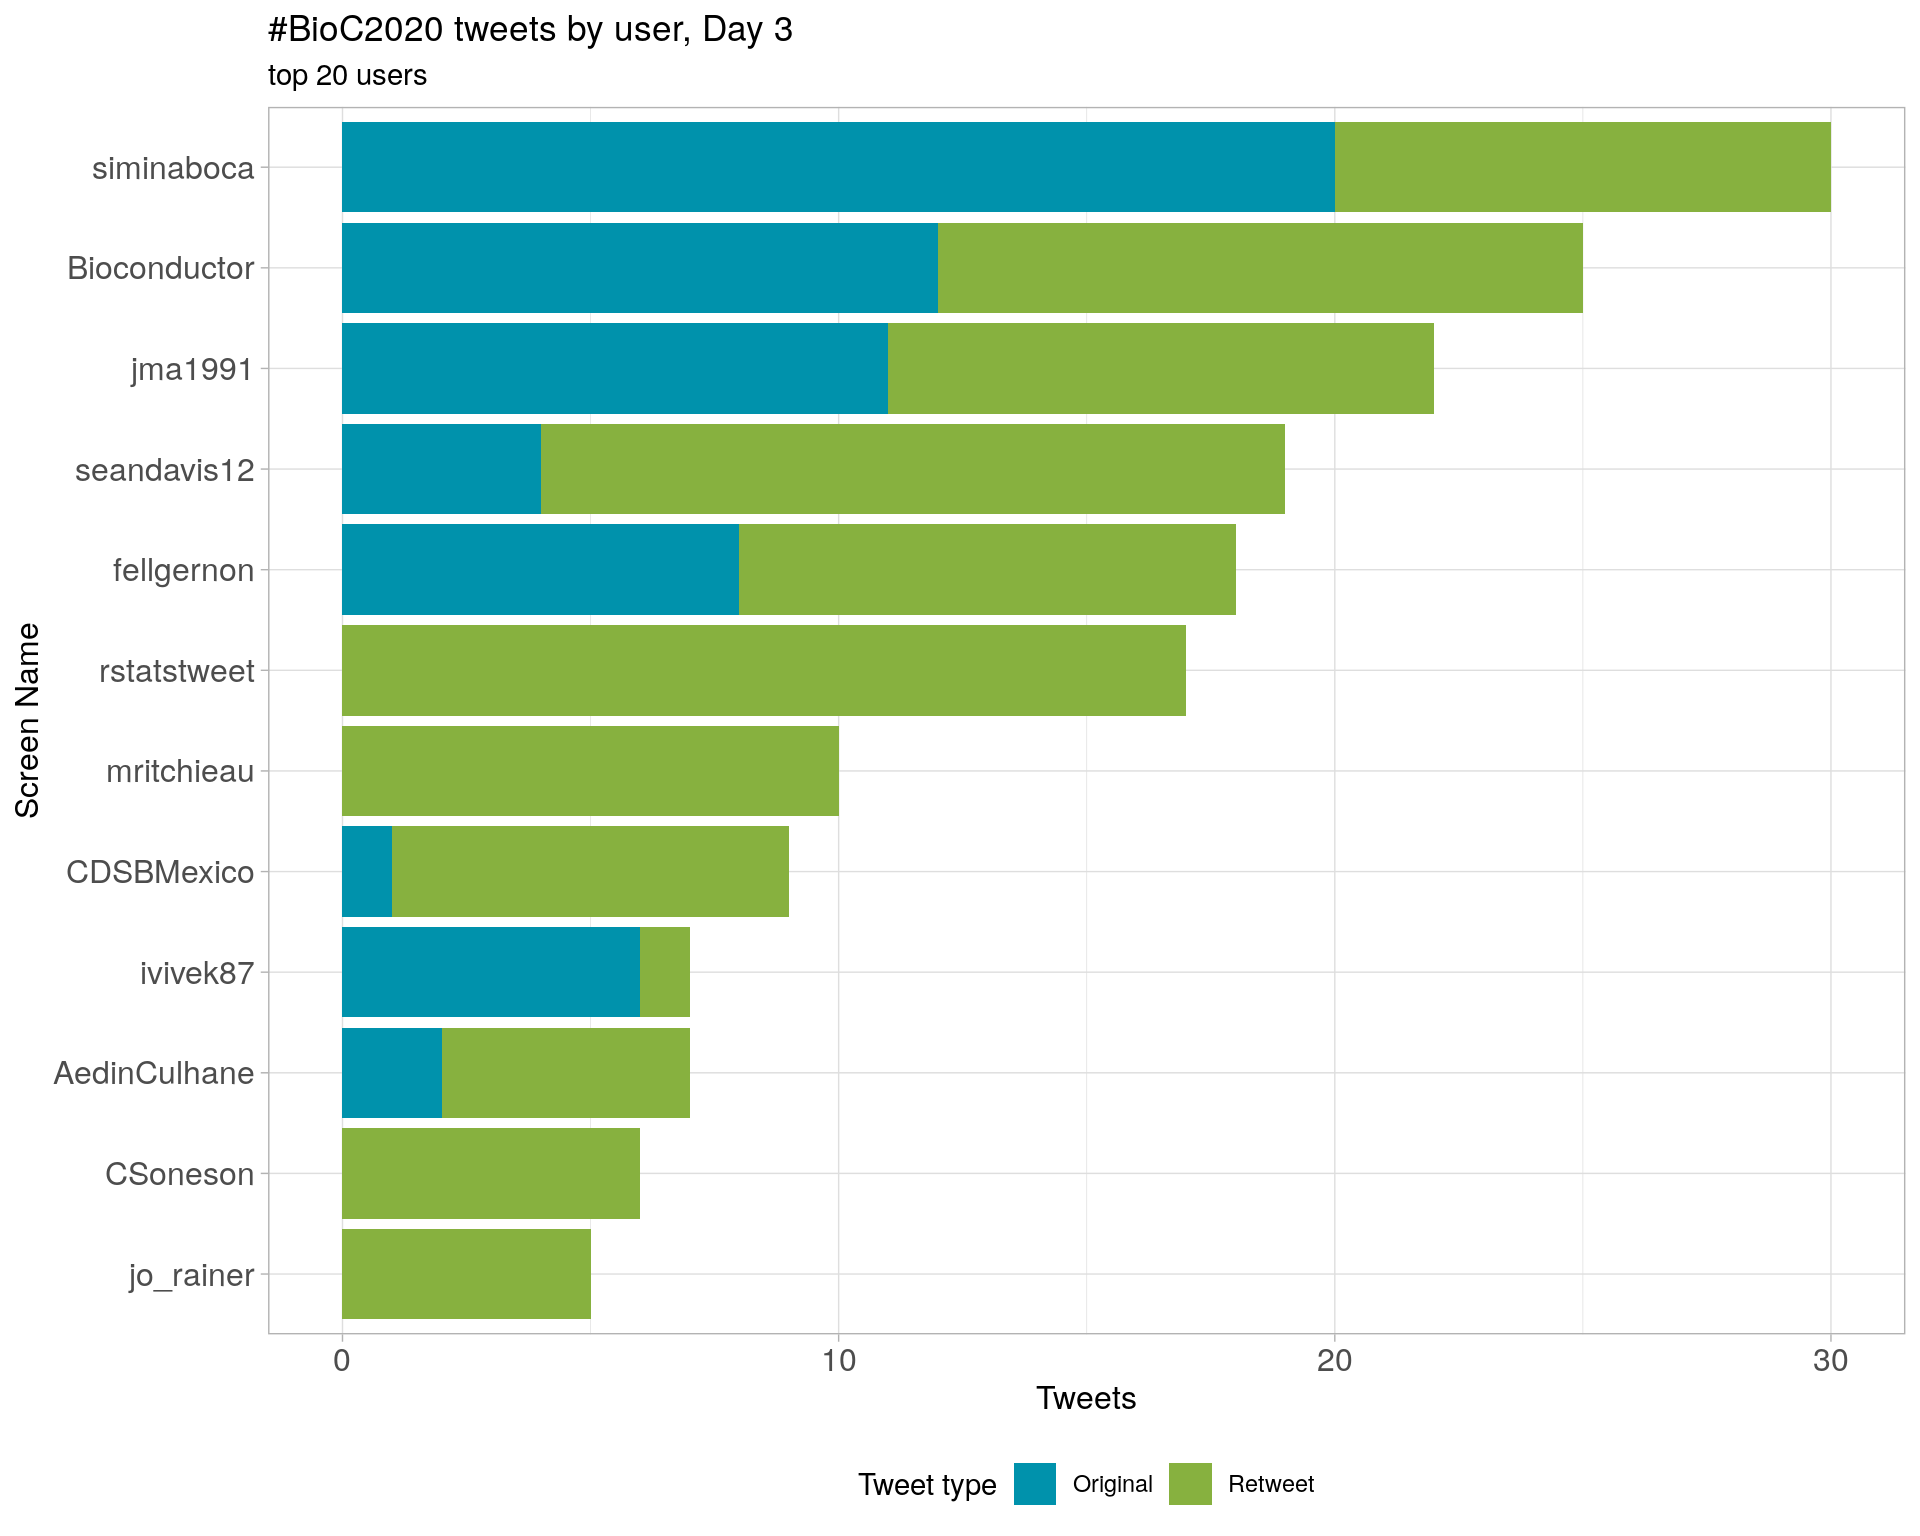 #BioC2020 tweets by user, Day 3
top 20 users
Screen Name
siminaboca
Bioconductor
jma1991
seandavis12
fellgernon
rstatstweet
mritchieau
CDSBMexico
ivivek87
AedinCulhane
CSoneson
jo_rainer
0 10 20 30
Tweets
Tweet type Original Retweet